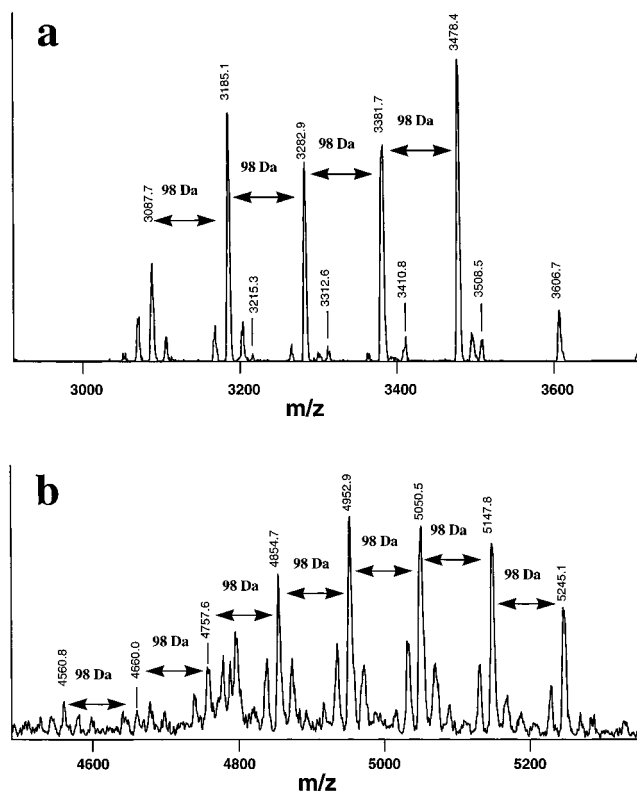 a
3478.4
3185.1
3381.7
3282.9
98 Da
98 Da
98 Da
98 Da
3087.7
3215.3
3312.6
3410.8
3508.5
3606.7
3000
3200
3400
3600
m/z
b
4952.9
5050.5
5147.8
4854.7
98 Da
98 Da
98 Da
5245.1
98 Da
4757.6
98 Da
4660.0
98 Da
4560.8
98 Da
4600
4800
5000
5200
m/z